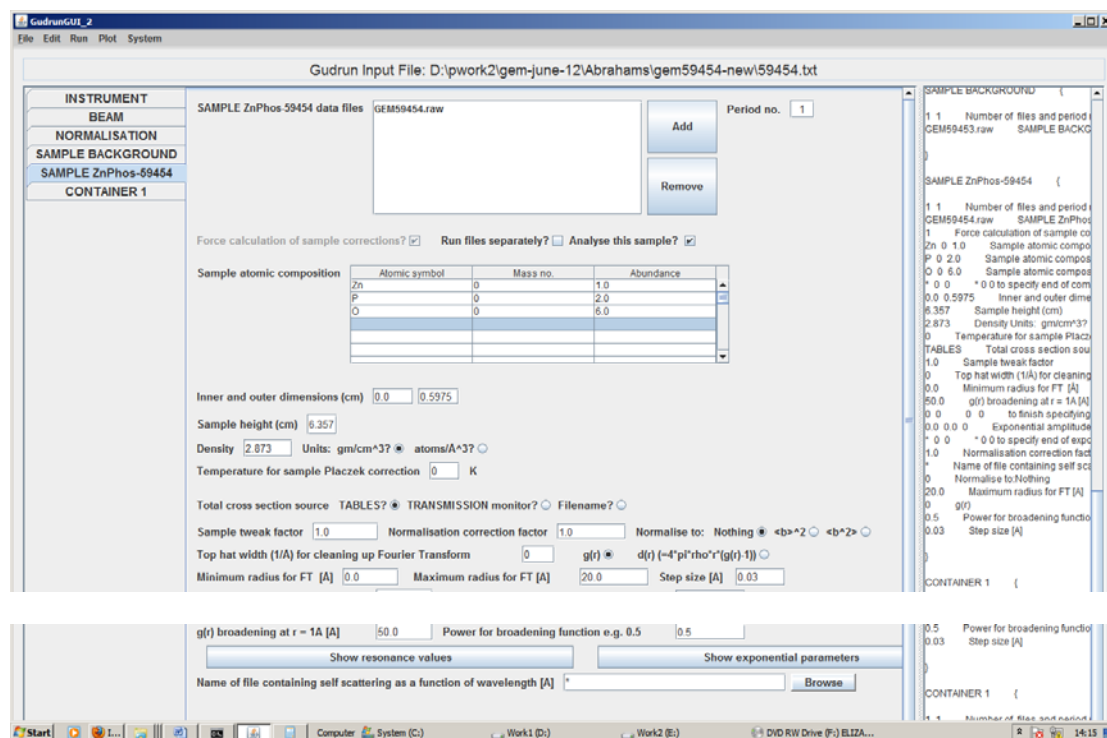 GudrunGUI_2
File Edit Run Plot System
Gudrun Input File: D:\pwork2\gem-june-12\Abrahams\gem59454-new\59454.txt
INSTRUMENT
BEAM
NORMALISATION
SAMPLE BACKGROUND
SAMPLE ZnPhos-59454
CONTAINER 1
SAMPLE ZnPhos-59454 data files GEM59454.raw
Add
Remove
Period no. 1
Force calculation of sample corrections? Run files separately? Analyse this sample?
Sample atomic composition
Atomic symbol Mass no. Abundance
Zn 0 1.0
P 0 2.0
O 0 6.0
Inner and outer dimensions (cm) 0.0 0.5975
Sample height (cm) 6.357
Density 2.873 Units: gm/cm^3? atoms/A^3?
Temperature for sample Placzek correction 0 K
Total cross section source TABLES? TRANSMISSION monitor? Filename?
Sample tweak factor 1.0 Normalisation correction factor 1.0 Normalise to: Nothing <b>^2 <b^2>
Top hat width (1/A) for cleaning up Fourier Transform 0 g(r) d(r) (=4*pi*rho*r*(g(r)-1))
Minimum radius for FT [A] 0.0 Maximum radius for FT [A] 20.0 Step size [A] 0.03
g(r) broadening at r = 1A [A] 50.0 Power for broadening function e.g. 0.5 0.5
Show resonance values Show exponential parameters
Name of file containing self scattering as a function of wavelength [A] * Browse
SAMPLE BACKGROUND {
1 1 Number of files and period
GEM59453.raw SAMPLE BACKG
}
SAMPLE ZnPhos-59454 {
1 1 Number of files and period
GEM59454.raw SAMPLE ZnPhos
1 Force calculation of sample co
Zn 0 1.0 Sample atomic compo
P 0 2.0 Sample atomic compos
O 0 6.0 Sample atomic compos
* 0 0 * 0 0 to specify end of com
0.0 0.5975 Inner and outer dime
6.357 Sample height (cm)
2.873 Density Units: gm/cm^3?
0 Temperature for sample Placz
TABLES Total cross section sou
1.0 Sample tweak factor
0 Top hat width (1/Å) for cleaning
0.0 Minimum radius for FT [Å]
50.0 g(r) broadening at r = 1A [A]
0 0 0 0 to finish specifying
0.0 0.0 0 Exponential amplitude
* 0 0 * 0 0 to specify end of expo
1.0 Normalisation correction fact
* Name of file containing self sca
0 Normalise to:Nothing
20.0 Maximum radius for FT [A]
0 g(r)
0.5 Power for broadening functio
0.03 Step size [A]
}
CONTAINER 1 {
0.5 Power for broadening functio
0.03 Step size [A]
}
CONTAINER 1 {
1 1 Number of files and period
Start I... Computer System (C:) Work1 (D:) Work2 (E:) DVD RW Drive (F:) ELIZA... 14:15